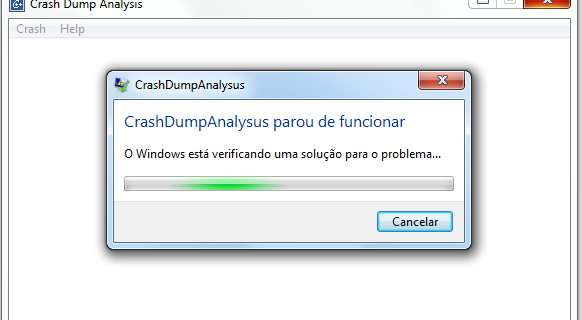 Crash Dump Analysis
Crash Help
CrashDumpAnalysus
CrashDumpAnalysus parou de funcionar
O Windows está verificando uma solução para o problema...
Cancelar